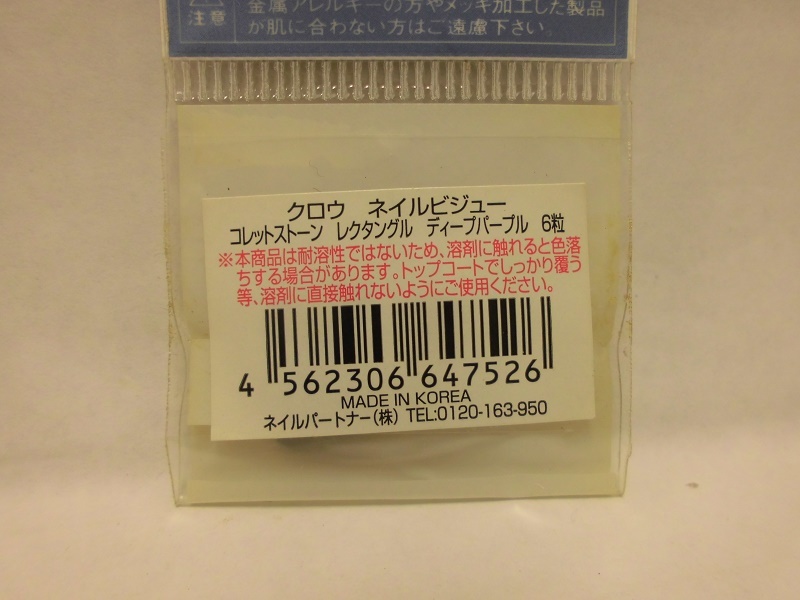 注意
金属アレルギーの方やメッキ加工した製品
が肌に合わない方はご遠慮下さい。
クロウ ネイルビジュー
コレットストーン レクタングル ディープパープル 6粒
※本商品は耐溶性ではないため、溶剤に触れると色落
ちする場合があります。トップコートでしっかり覆う
等、溶剤に直接触れないようにご使用ください。
4 562306 647526
MADE IN KOREA
ネイルパートナー(株) TEL:0120-163-950